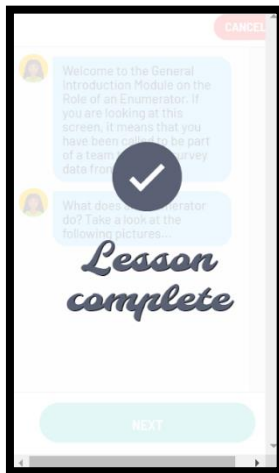 CANCEL
Welcome to the General
Introduction Module on the
Role of an Enumerator. If
you are looking at this
screen, it means that you
have been called to be part
of a team survey
data from
What does enumerator
do? Take a look at the
following pictures...
Lesson
complete
NEXT